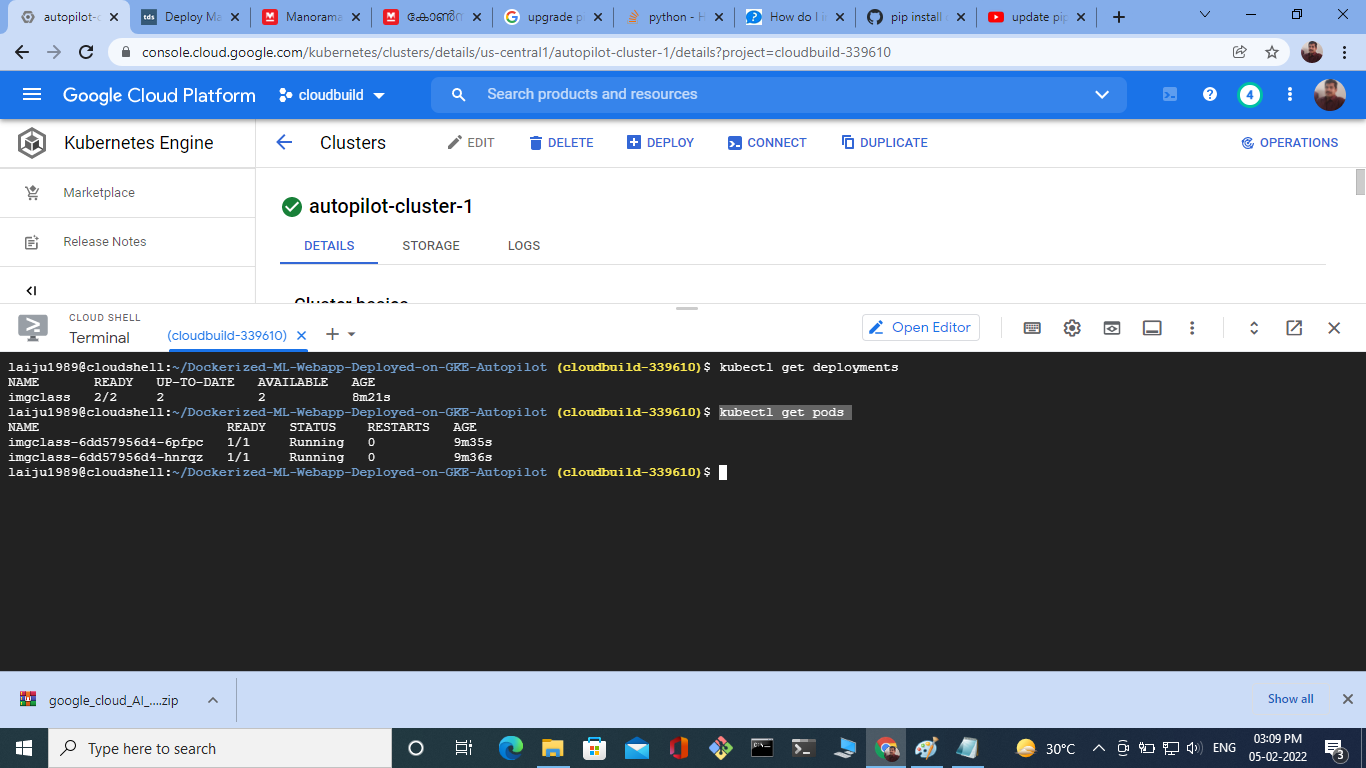 autopilot-c
Deploy Ma
Manorama
upgrade p
python - H
How do I i
pip install
update pip
console.cloud.google.com/kubernetes/clusters/details/us-central1/autopilot-cluster-1/details?project=cloudbuild-339610
Google Cloud Platform
cloudbuild
Search products and resources
4
Kubernetes Engine
Clusters
EDIT
DELETE
DEPLOY
CONNECT
DUPLICATE
OPERATIONS
Marketplace
Release Notes
autopilot-cluster-1
DETAILS
STORAGE
LOGS
Cluster basics
CLOUD SHELL
Terminal
(cloudbuild-339610)
Open Editor
laiju1989@cloudshell:~/Dockerized-ML-Webapp-Deployed-on-GKE-Autopilot (cloudbuild-339610)$ kubectl get deployments
NAME READY UP-TO-DATE AVAILABLE AGE
imgclass 2/2 2 2 8m21s
laiju1989@cloudshell:~/Dockerized-ML-Webapp-Deployed-on-GKE-Autopilot (cloudbuild-339610)$ kubectl get pods
NAME READY STATUS RESTARTS AGE
imgclass-6dd57956d4-6pfpc 1/1 Running 0 9m35s
imgclass-6dd57956d4-hnrqz 1/1 Running 0 9m36s
laiju1989@cloudshell:~/Dockerized-ML-Webapp-Deployed-on-GKE-Autopilot (cloudbuild-339610)$
google_cloud_AI_....zip
Show all
Type here to search
30°C
ENG
03:09 PM
05-02-2022
3